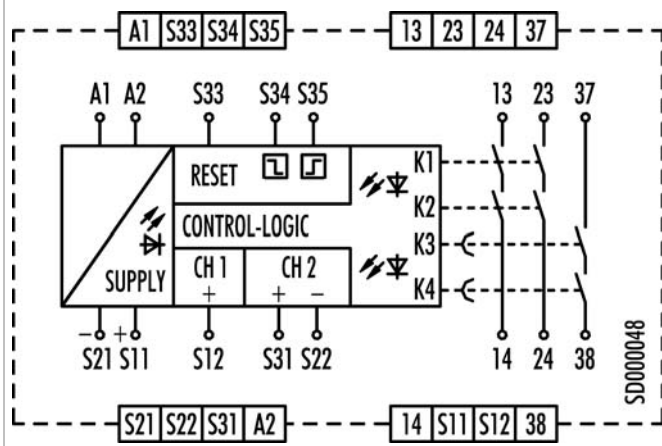 A1 S33 S34 S35 13 23 24 37
A1 A2 S33 S34 S35 13 23 37
RESET K1
K2
CONTROL-LOGIC
K3
SUPPLY CH 1 CH 2
+ + − K4
− +
S21 S11 S12 S31 S22 14 24 38
SD000048
S21 S22 S31 A2 14 S11 S12 38